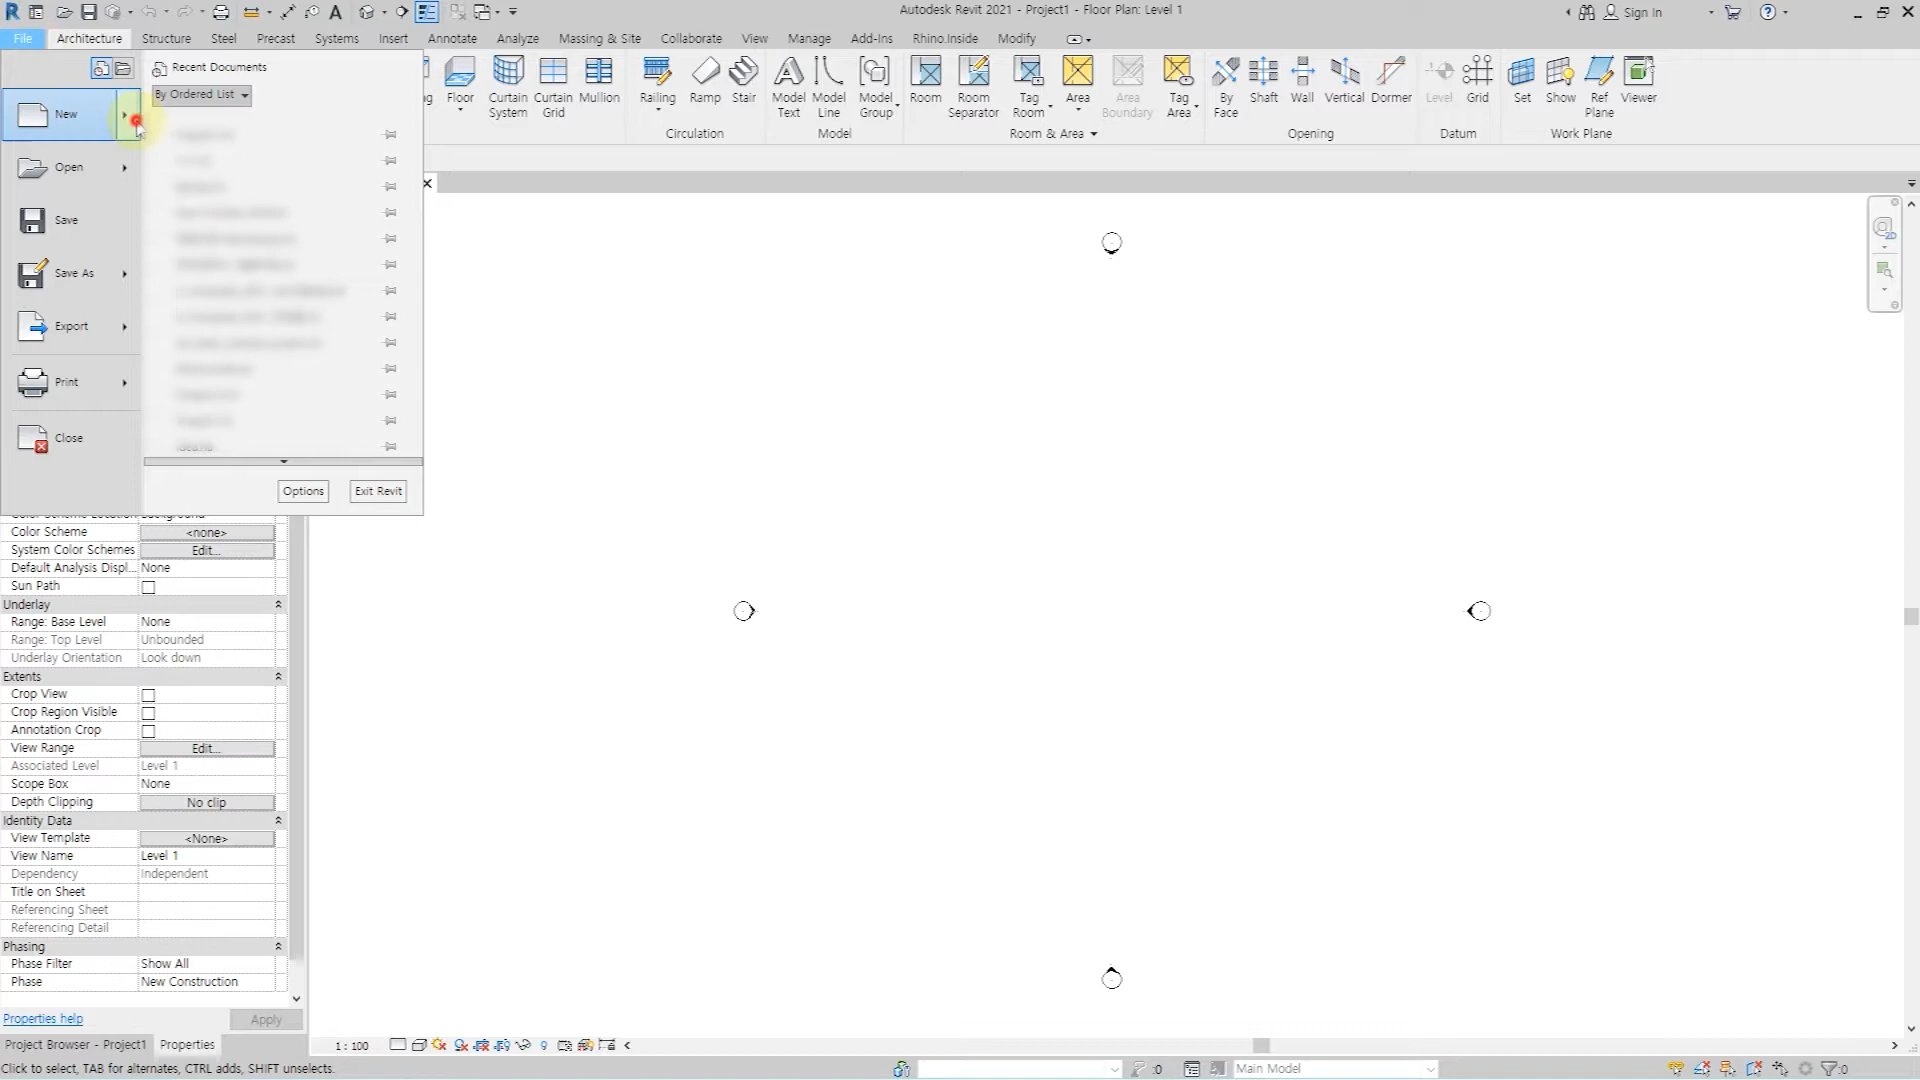 Autodesk Revit 2021 - Project1 - Floor Plan: Level 1
Sign In
File
Architecture
Structure
Steel
Precast
Systems
Insert
Annotate
Analyze
Massing & Site
Collaborate
View
Manage
Add-Ins
Rhino.Inside
Modify
Recent Documents
By Ordered List
New
Open
Save
Save As
Export
Print
Close
Options
Exit Revit
Floor
Curtain System
Curtain Grid
Mullion
Railing
Ramp
Stair
Circulation
Model Text
Model Line
Model Group
Model
Room
Room Separator
Tag Room
Area
Area Boundary
Tag Area
Room & Area
By Face
Shaft
Wall
Vertical
Dormer
Opening
Level
Grid
Datum
Set
Show
Ref Plane
Viewer
Work Plane
2D
Color Scheme <none>
System Color Schemes Edit...
Default Analysis Displ... None
Sun Path
Underlay
Range: Base Level None
Range: Top Level Unbounded
Underlay Orientation Look down
Extents
Crop View
Crop Region Visible
Annotation Crop
View Range Edit...
Associated Level Level 1
Scope Box None
Depth Clipping No clip
Identity Data
View Template <None>
View Name Level 1
Dependency Independent
Title on Sheet
Referencing Sheet
Referencing Detail
Phasing
Phase Filter Show All
Phase New Construction
Properties help
Apply
Project Browser - Project1
Properties
1 : 100
Click to select, TAB for alternates, CTRL adds, SHIFT unselects.
:0
Main Model
:0